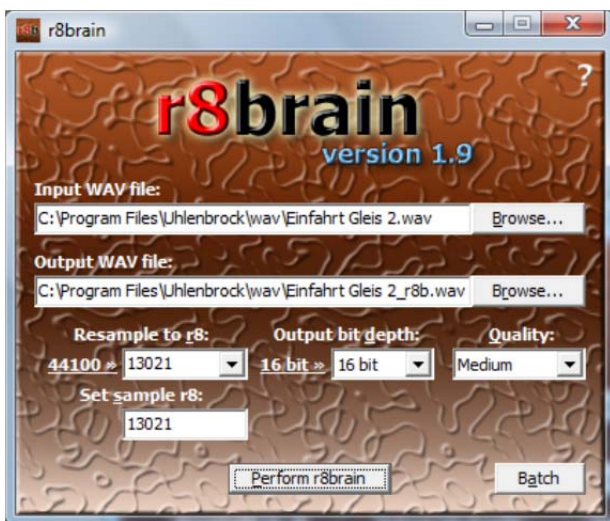 r8b r8brain
?
r8brain
version 1.9
Input WAV file:
C:\Program Files\Uhlenbrock\wav\Einfahrt Gleis 2.wav Browse...
Output WAV file:
C:\Program Files\Uhlenbrock\wav\Einfahrt Gleis 2_r8b.wav Browse...
Resample to r8: Output bit depth: Quality:
44100 » 13021 16 bit » 16 bit Medium
Set sample r8:
13021
Perform r8brain Batch